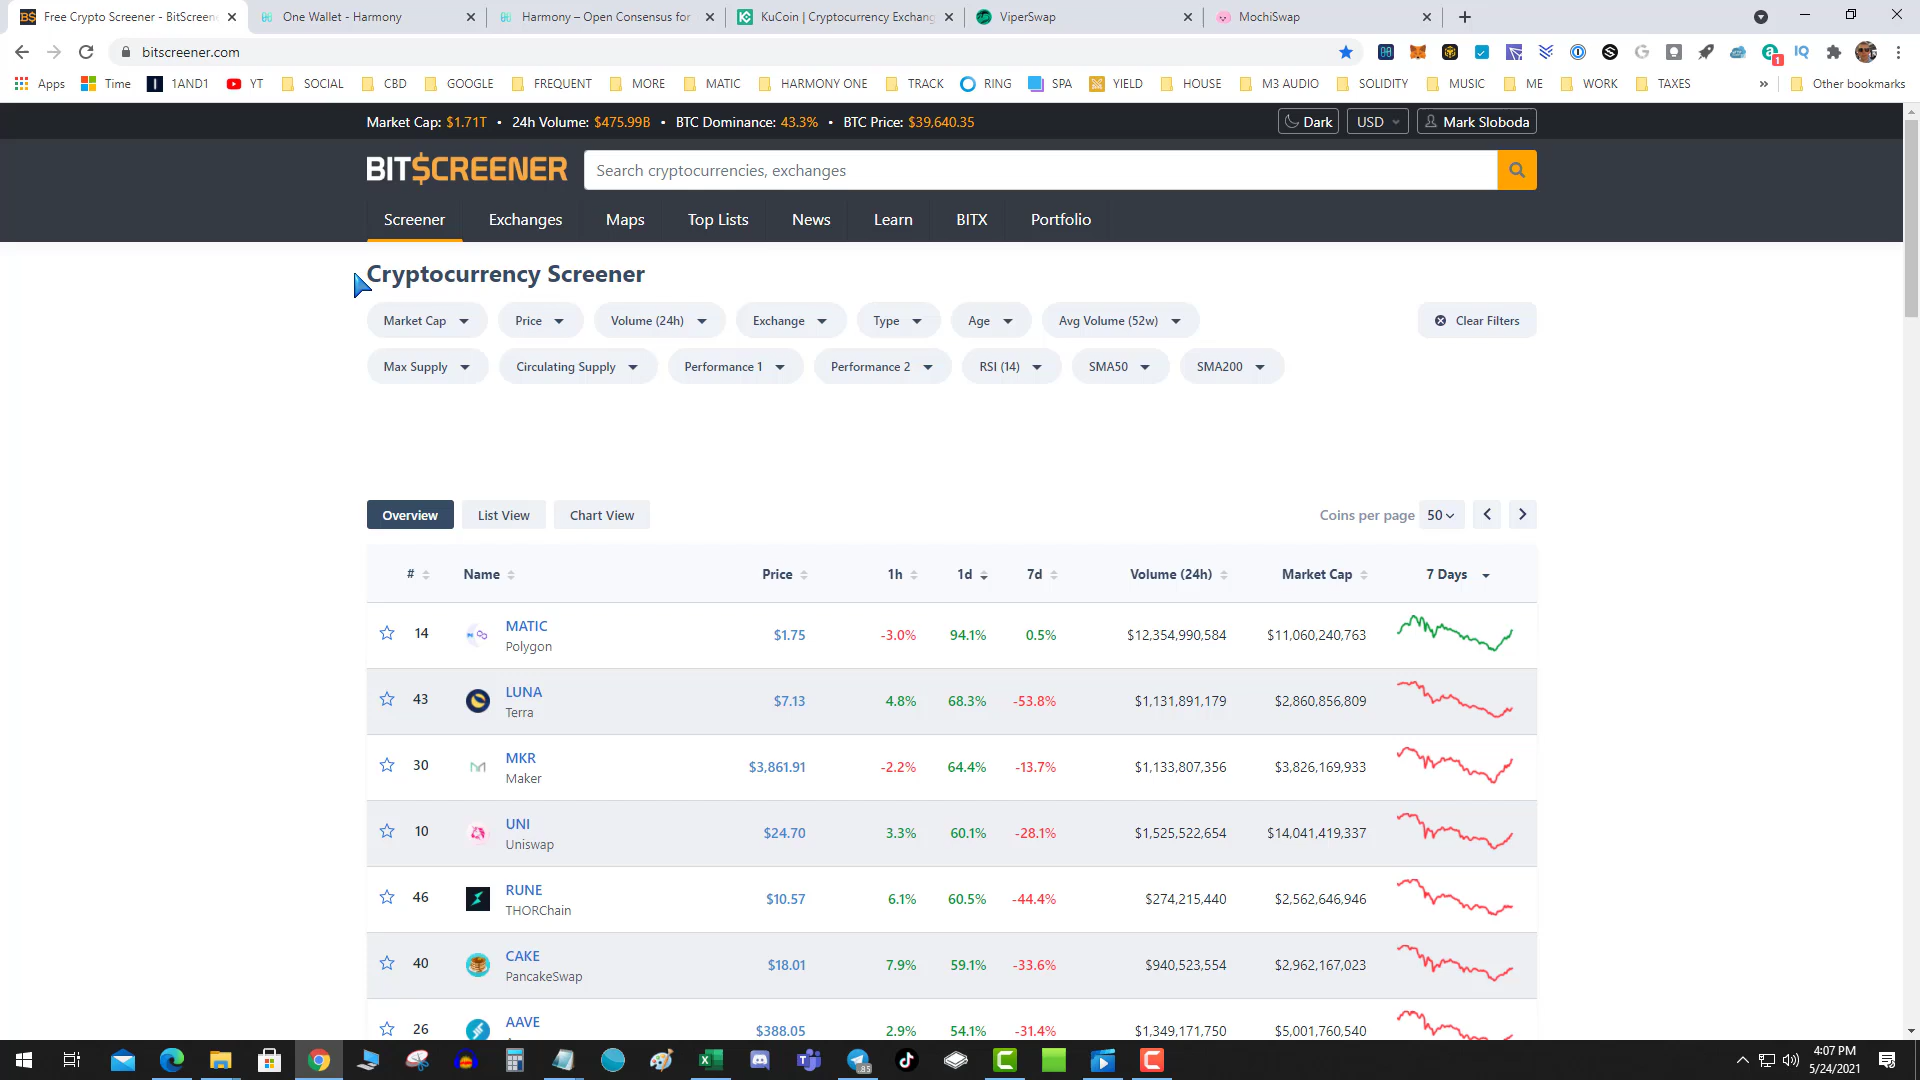 Free Crypto Screener - BitScreen
One Wallet - Harmony
Harmony – Open Consensus for
KuCoin | Cryptocurrency Exchang
ViperSwap
MochiSwap
bitscreener.com
Apps
Time
1AND1
YT
SOCIAL
CBD
GOOGLE
FREQUENT
MORE
MATIC
HARMONY ONE
TRACK
RING
SPA
YIELD
HOUSE
M3 AUDIO
SOLIDITY
MUSIC
ME
WORK
TAXES
Other bookmarks
Market Cap: $1.71T • 24h Volume: $475.99B • BTC Dominance: 43.3% • BTC Price: $39,640.35
Dark
USD
Mark Sloboda
BIT$CREENER
Search cryptocurrencies, exchanges
Screener
Exchanges
Maps
Top Lists
News
Learn
BITX
Portfolio
Cryptocurrency Screener
Market Cap
Price
Volume (24h)
Exchange
Type
Age
Avg Volume (52w)
Clear Filters
Max Supply
Circulating Supply
Performance 1
Performance 2
RSI (14)
SMA50
SMA200
Overview
List View
Chart View
Coins per page 50
# Name Price 1h 1d 7d Volume (24h) Market Cap 7 Days
14 MATIC $1.75 -3.0% 94.1% 0.5% $12,354,990,584 $11,060,240,763
Polygon
43 LUNA $7.13 4.8% 68.3% -53.8% $1,131,891,179 $2,860,856,809
Terra
30 MKR $3,861.91 -2.2% 64.4% -13.7% $1,133,807,356 $3,826,169,933
Maker
10 UNI $24.70 3.3% 60.1% -28.1% $1,525,522,654 $14,041,419,337
Uniswap
46 RUNE $10.57 6.1% 60.5% -44.4% $274,215,440 $2,562,646,946
THORChain
40 CAKE $18.01 7.9% 59.1% -33.6% $940,523,554 $2,962,167,023
PancakeSwap
26 AAVE $388.05 2.9% 54.1% -31.4% $1,349,171,750 $5,001,760,540
4:07 PM
5/24/2021